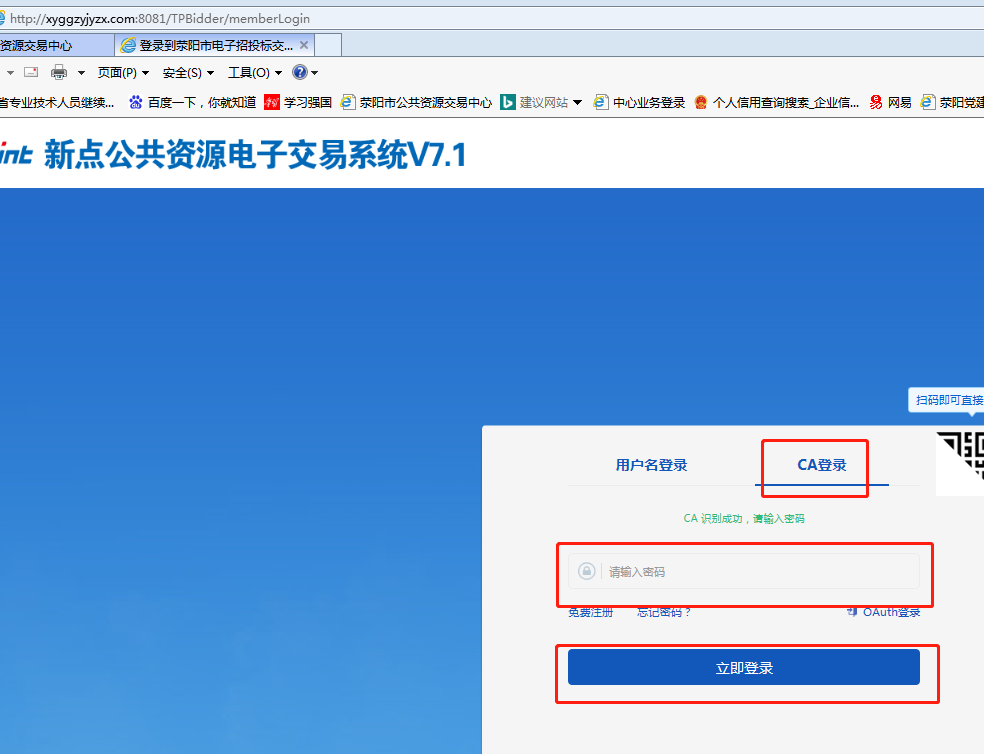 http://xyggzyjyzx.com:8081/TPBidder/memberLogin
资源交易中心 登录到荥阳市电子招投标交...
页面(P) 安全(S) 工具(O)
省专业技术人员继续... 百度一下，你就知道 学习强国 荥阳市公共资源交易中心 建议网站 中心业务登录 个人信用查询搜索_企业信... 网易 荥阳党建
int 新点公共资源电子交易系统V7.1
扫码即可直接
用户名登录 CA登录
CA 识别成功，请输入密码
请输入密码
免费注册 忘记密码？ OAuth登录
立即登录